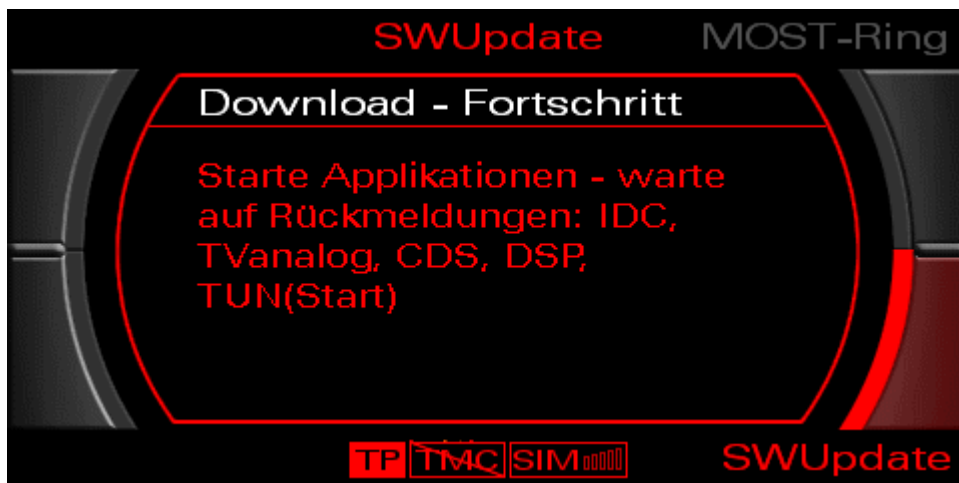 SWUpdate MOST-Ring
Download - Fortschritt
Starte Applikationen - warte
auf Rückmeldungen: IDC,
TVanalog, CDS, DSP,
TUN(Start)
TP TMC SIM SWUpdate